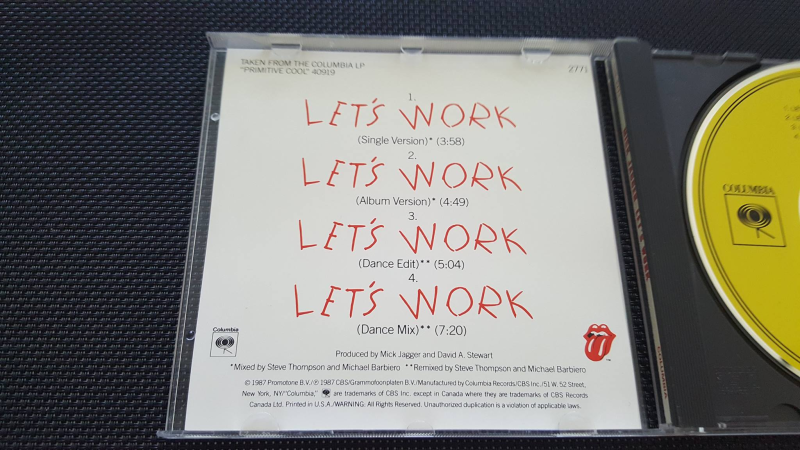 TAKEN FROM THE COLUMBIA LP
"PRIMITIVE COOL" 40919
2771
1.
LET'S WORK
(Single Version)* (3:58)
2.
LET'S WORK
(Album Version)* (4:49)
3.
LET'S WORK
(Dance Edit)** (5:04)
4.
LET'S WORK
(Dance Mix)** (7:20)
Columbia
Produced by Mick Jagger and David A. Stewart
*Mixed by Steve Thompson and Michael Barbiero **Remixed by Steve Thompson and Michael Barbiero
© 1987 Promotone B.V./℗ 1987 CBS/Grammofoonplaten B.V./Manufactured by Columbia Records/CBS Inc./51 W. 52 Street,
New York, NY/"Columbia," are trademarks of CBS Inc. except in Canada where they are trademarks of CBS Records
Canada Ltd. Printed in U.S.A./WARNING: All Rights Reserved. Unauthorized duplication is a violation of applicable laws.
COLUMBIA